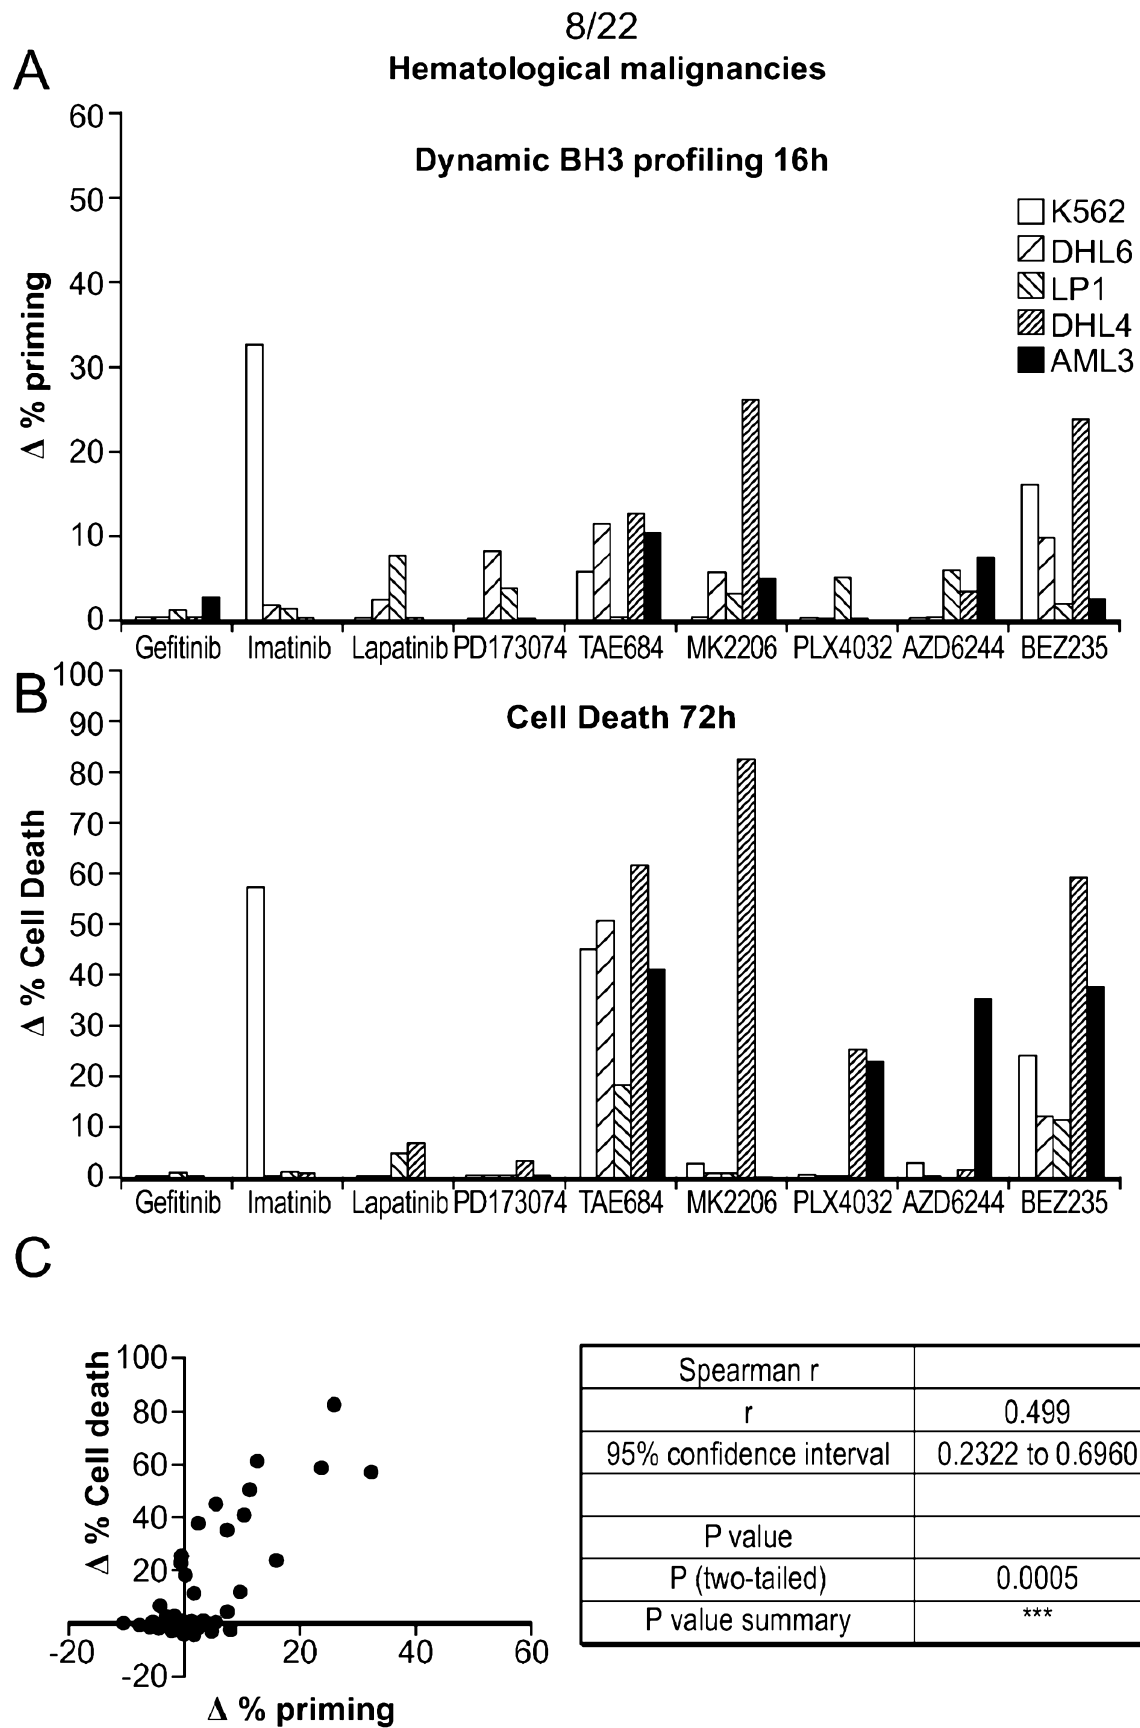 8/22
Hematological malignancies
A
Dynamic BH3 profiling 16h
60
50
40
30
20
10
0
Δ % priming
K562
DHL6
LP1
DHL4
AML3
Gefitinib Imatinib Lapatinib PD173074 TAE684 MK2206 PLX4032 AZD6244 BEZ235
B
Cell Death 72h
100
90
80
70
60
50
40
30
20
10
0
Δ % Cell Death
Gefitinib Imatinib Lapatinib PD173074 TAE684 MK2206 PLX4032 AZD6244 BEZ235
C
Δ % Cell death
100
80
60
40
20
-20
-20 20 40 60
Δ % priming
Spearman r
r 0.499
95% confidence interval 0.2322 to 0.6960
P value
P (two-tailed) 0.0005
P value summary ***